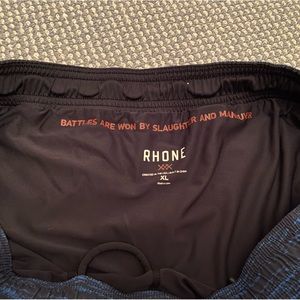 BATTLES ARE WON BY SLAUGHTER AND MANEUVER
RHONE
XL